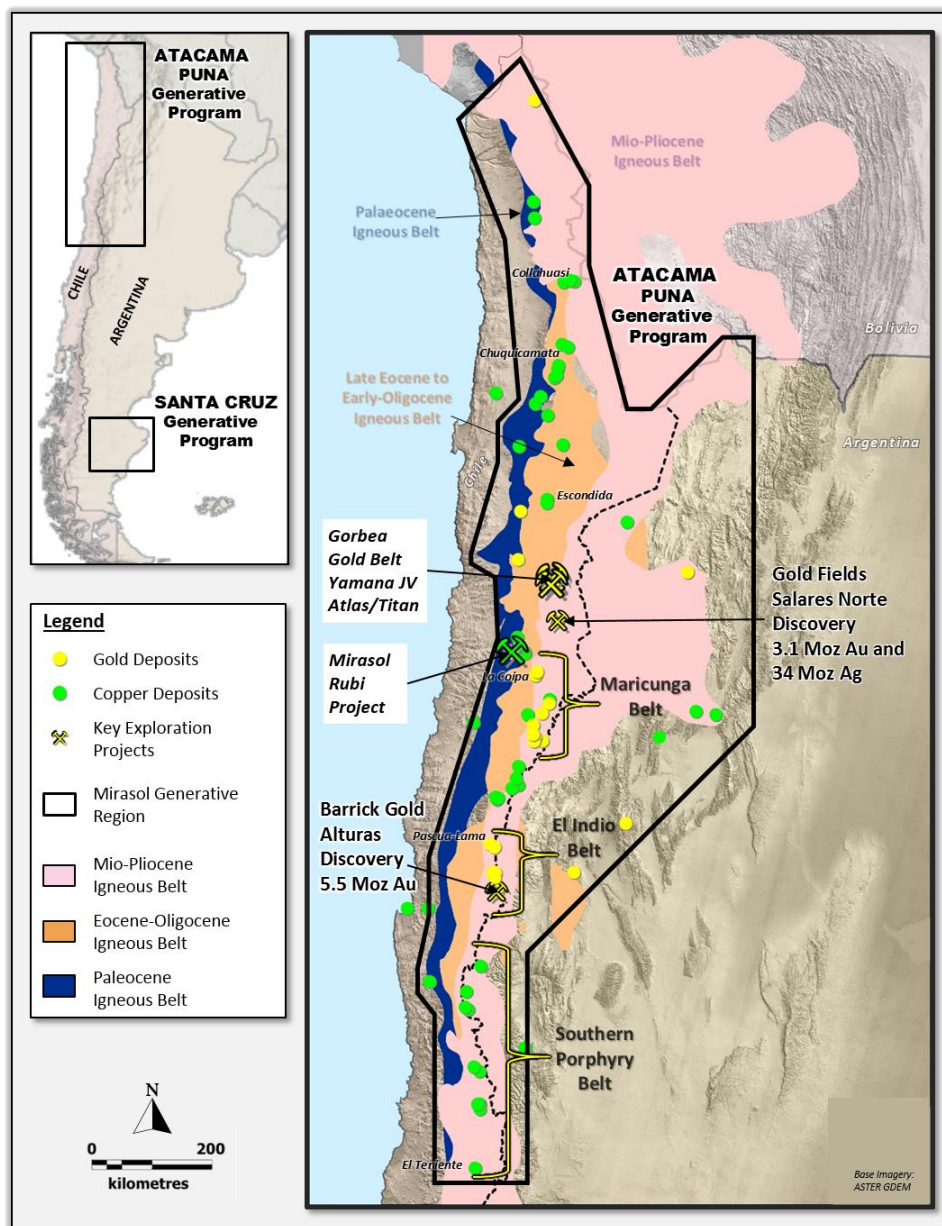 ATACAMA
PUNA
Generative
Program
CHILE
ARGENTINA
SANTA CRUZ
Generative
Program
Legend
Gold Deposits
Copper Deposits
Key Exploration
Projects
Mirasol Generative
Region
Mio-Pliocene
Igneous Belt
Eocene-Oligocene
Igneous Belt
Paleocene
Igneous Belt
N
0 200
kilometres
Mio-Pliocene
Igneous Belt
Palaeocene
Igneous Belt
Collahuasi
ATACAMA
PUNA
Generative
Program
Bolivia
Chuquicamata
Late Eocene to
Early-Oligocene
Igneous Belt
Argentina
Chile
Escondida
Gorbea
Gold Belt
Yamana JV
Atlas/Titan
Gold Fields
Salares Norte
Discovery
3.1 Moz Au and
34 Moz Ag
Mirasol
Rubi
Project
La Coipa
Maricunga
Belt
Barrick Gold
Alturas
Discovery
5.5 Moz Au
Pascua-Lama
El Indio
Belt
Southern
Porphyry
Belt
El Teniente
Base Imagery:
ASTER GDEM